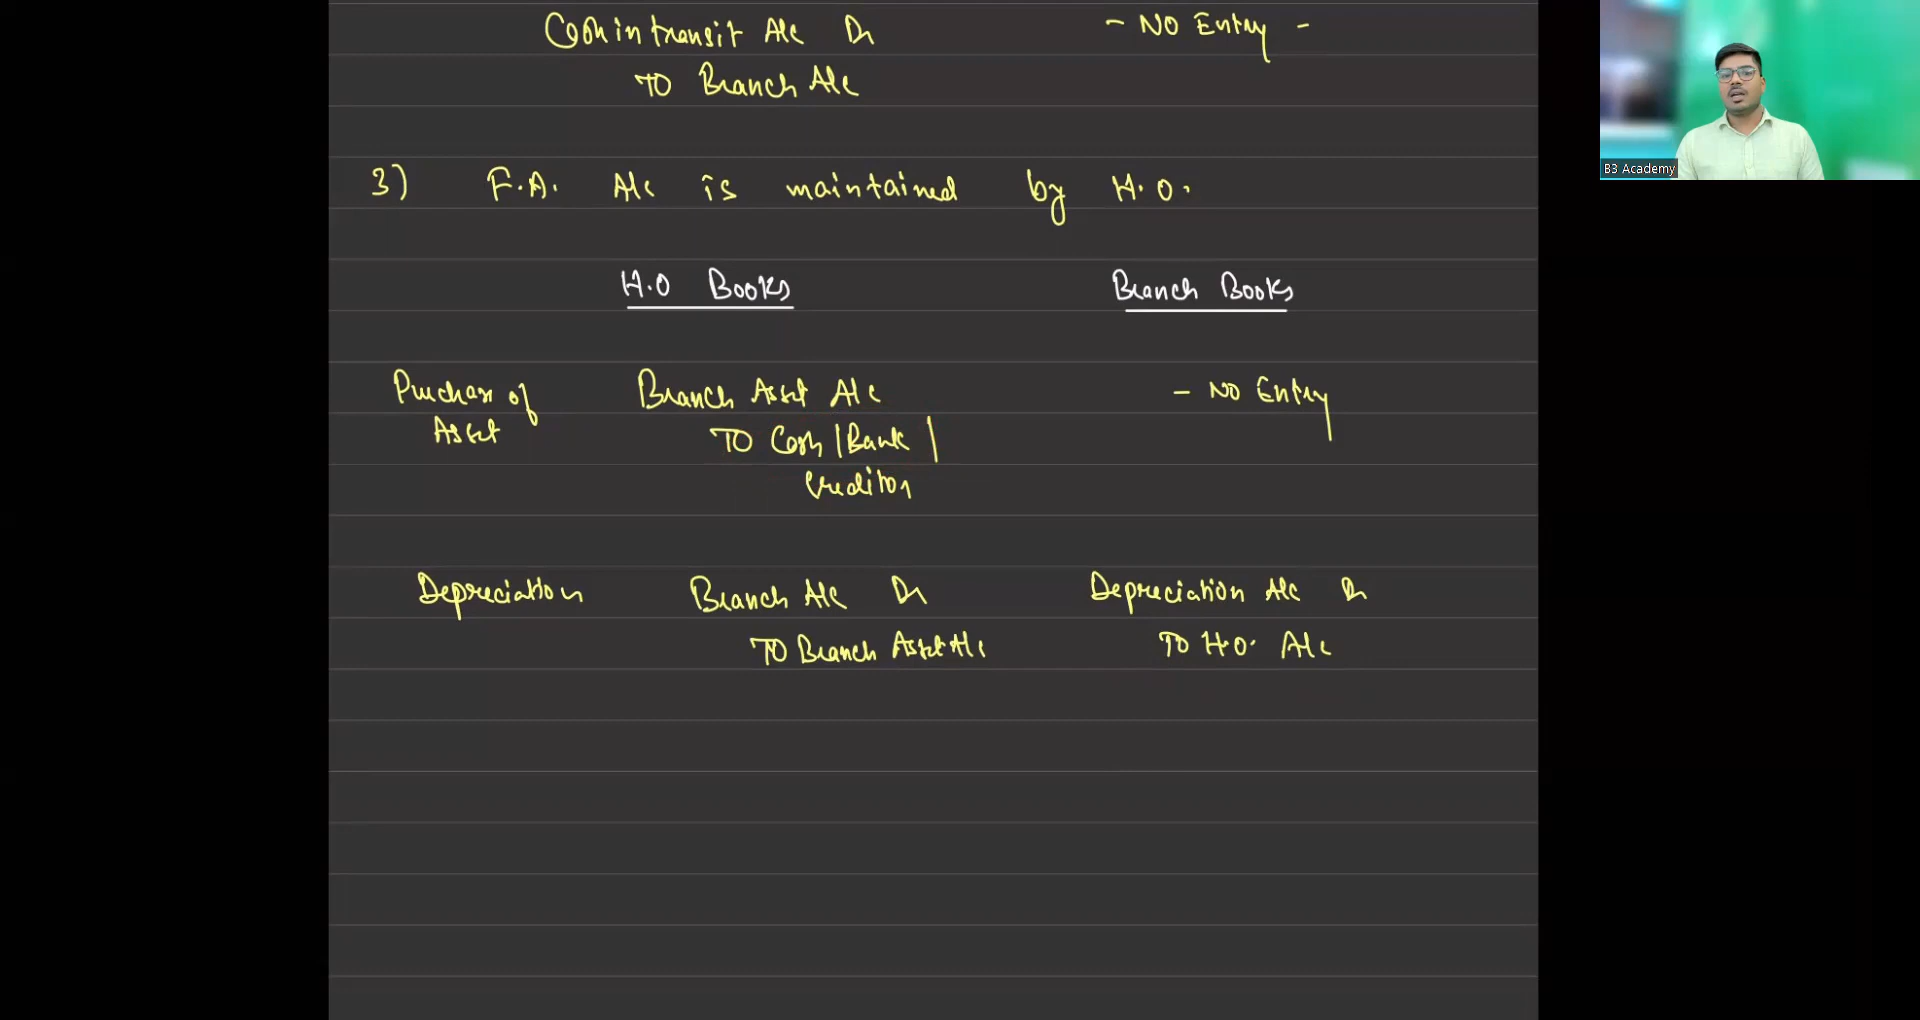 Cash in transit A/c Dr
- No Entry -
To Branch A/c
B3 Academy
3) F.A. A/c is maintained by H.O.
H.O Books
Branch Books
Purchase of
Asset
Branch Asset A/c
To Cash | Bank |
Creditors
- No Entry
Depreciation
Branch A/c Dr
To Branch Asset A/c
Depreciation A/c Dr
To H.O. A/c